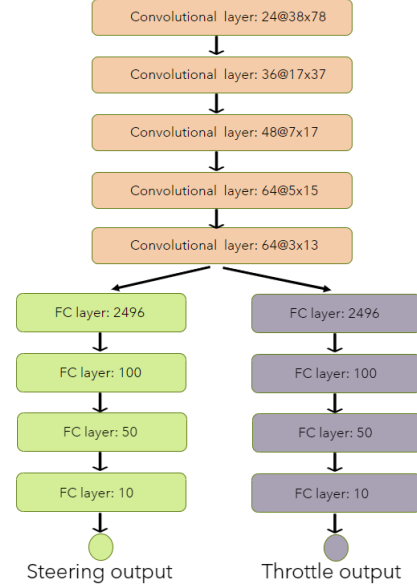 Convolutional layer: 24@38x78
Convolutional layer: 36@17x37
Convolutional layer: 48@7x17
Convolutional layer: 64@5x15
Convolutional layer: 64@3x13
FC layer: 2496
FC layer: 100
FC layer: 50
FC layer: 10
Steering output
FC layer: 2496
FC layer: 100
FC layer: 50
FC layer: 10
Throttle output